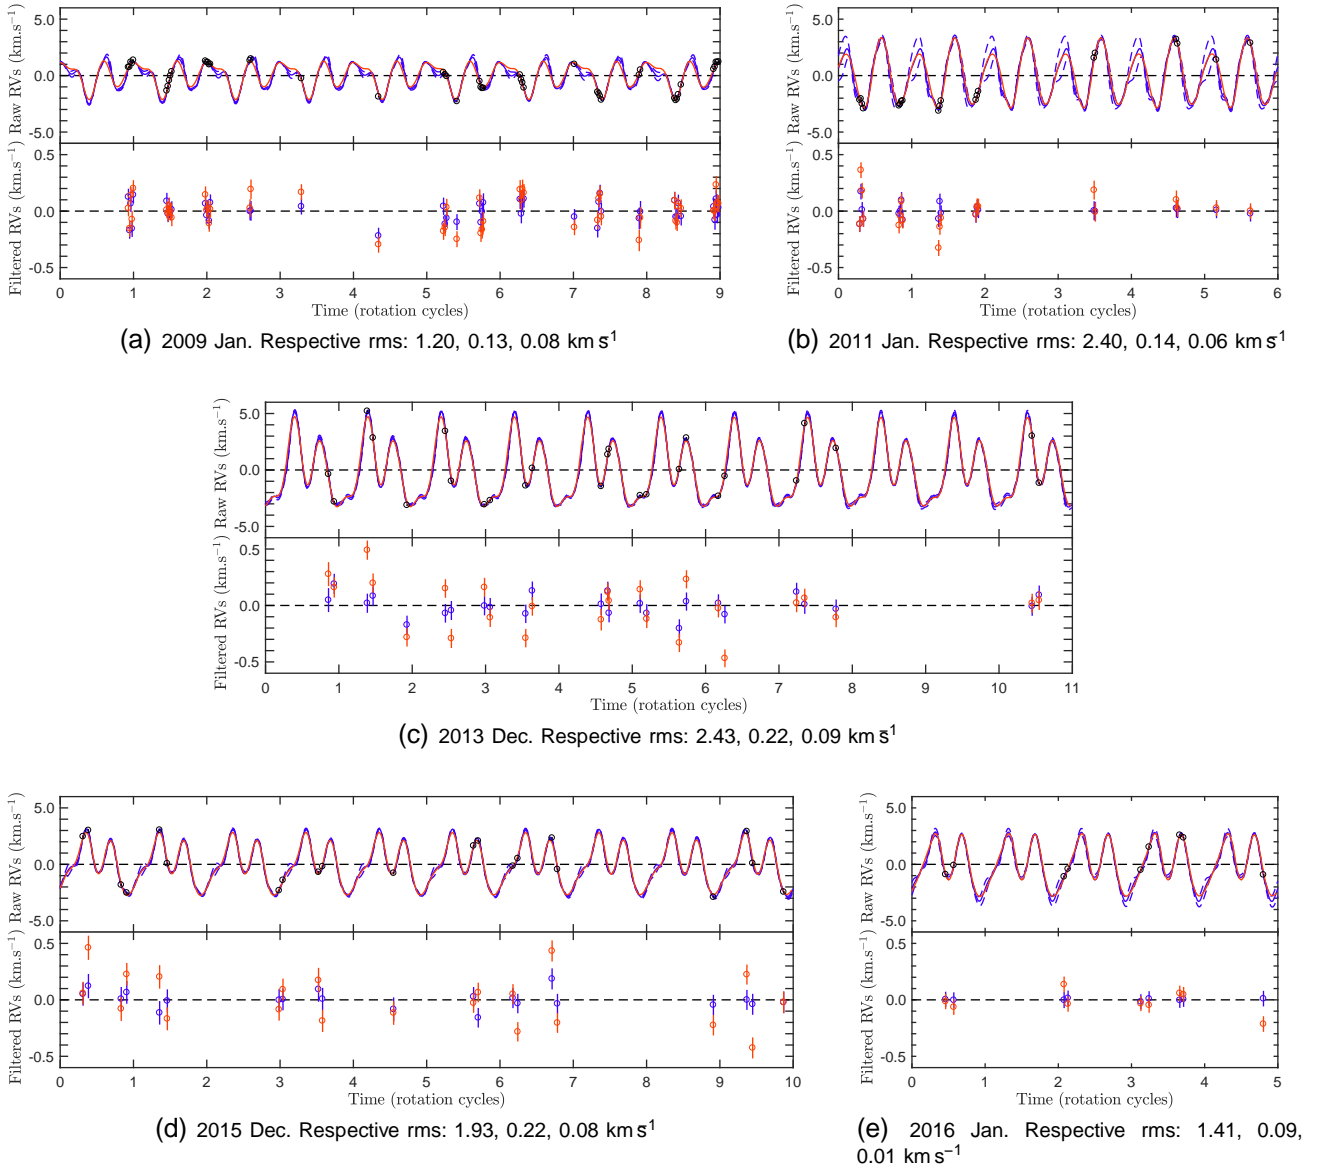 5.0
0.0
-5.0
Raw RVs (km.s⁻¹)
0.5
0.0
-0.5
Filtered RVs (km.s⁻¹)
0 1 2 3 4 5 6 7 8 9
Time (rotation cycles)
(a) 2009 Jan. Respective rms: 1.20, 0.13, 0.08 km s⁻¹
5.0
0.0
-5.0
Raw RVs (km.s⁻¹)
0.5
0.0
-0.5
Filtered RVs (km.s⁻¹)
0 1 2 3 4 5 6
Time (rotation cycles)
(b) 2011 Jan. Respective rms: 2.40, 0.14, 0.06 km s⁻¹
5.0
0.0
-5.0
Raw RVs (km.s⁻¹)
0.5
0.0
-0.5
Filtered RVs (km.s⁻¹)
0 1 2 3 4 5 6 7 8 9 10 11
Time (rotation cycles)
(c) 2013 Dec. Respective rms: 2.43, 0.22, 0.09 km s⁻¹
5.0
0.0
-5.0
Raw RVs (km.s⁻¹)
0.5
0.0
-0.5
Filtered RVs (km.s⁻¹)
0 1 2 3 4 5 6 7 8 9 10
Time (rotation cycles)
(d) 2015 Dec. Respective rms: 1.93, 0.22, 0.08 km s⁻¹
5.0
0.0
-5.0
Raw RVs (km.s⁻¹)
0.5
0.0
-0.5
Filtered RVs (km.s⁻¹)
0 1 2 3 4 5
Time (rotation cycles)
(e) 2016 Jan. Respective rms: 1.41, 0.09,
0.01 km s⁻¹